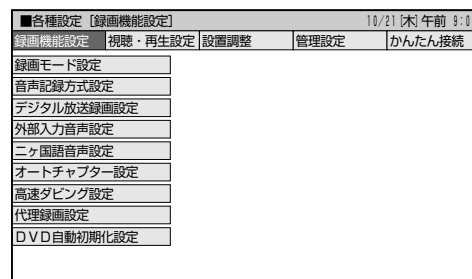 ■各種設定［録画機能設定］ 10/21［木］午前 9:0
録画機能設定 視聴・再生設定 設置調整 管理設定 かんたん接続
録画モード設定
音声記録方式設定
デジタル放送録画設定
外部入力音声設定
二ヶ国語音声設定
オートチャプター設定
高速ダビング設定
代理録画設定
ＤＶＤ自動初期化設定